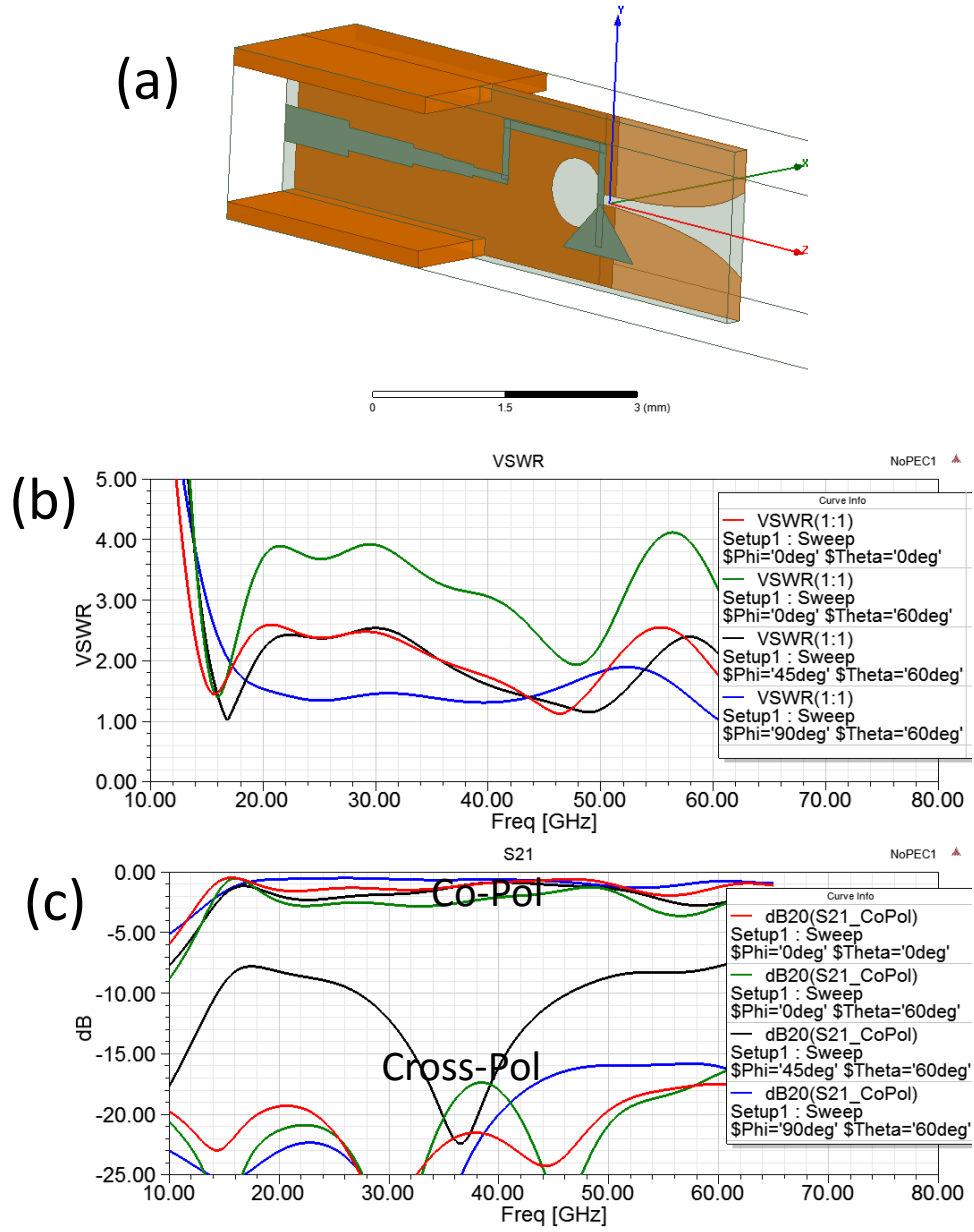 (a)
Y
X
Z
0 1.5 3 (mm)
(b)
VSWR
NoPEC1
5.00
4.00
3.00
2.00
1.00
0.00
VSWR
10.00 20.00 30.00 40.00 50.00 60.00 70.00 80.00
Freq [GHz]
Curve Info
VSWR(1:1)
Setup1 : Sweep
$Phi='0deg' $Theta='0deg'
VSWR(1:1)
Setup1 : Sweep
$Phi='0deg' $Theta='60deg'
VSWR(1:1)
Setup1 : Sweep
$Phi='45deg' $Theta='60deg'
VSWR(1:1)
Setup1 : Sweep
$Phi='90deg' $Theta='60deg'
(c)
S21
NoPEC1
0.00
-5.00
-10.00
-15.00
-20.00
-25.00
dB
Co-Pol
Cross-Pol
10.00 20.00 30.00 40.00 50.00 60.00 70.00 80.00
Freq [GHz]
Curve Info
dB20(S21_CoPol)
Setup1 : Sweep
$Phi='0deg' $Theta='0deg'
dB20(S21_CoPol)
Setup1 : Sweep
$Phi='0deg' $Theta='60deg'
dB20(S21_CoPol)
Setup1 : Sweep
$Phi='45deg' $Theta='60deg'
dB20(S21_CoPol)
Setup1 : Sweep
$Phi='90deg' $Theta='60deg'